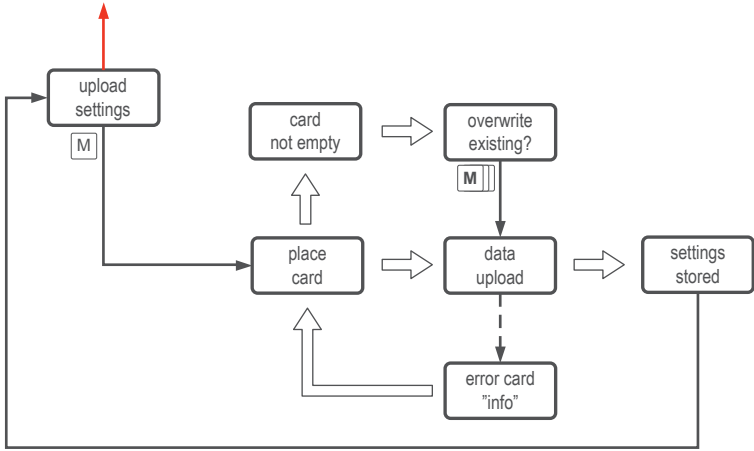 upload
settings
M
card
not empty
overwrite
existing?
M
place
card
data
upload
settings
stored
error card
"info"